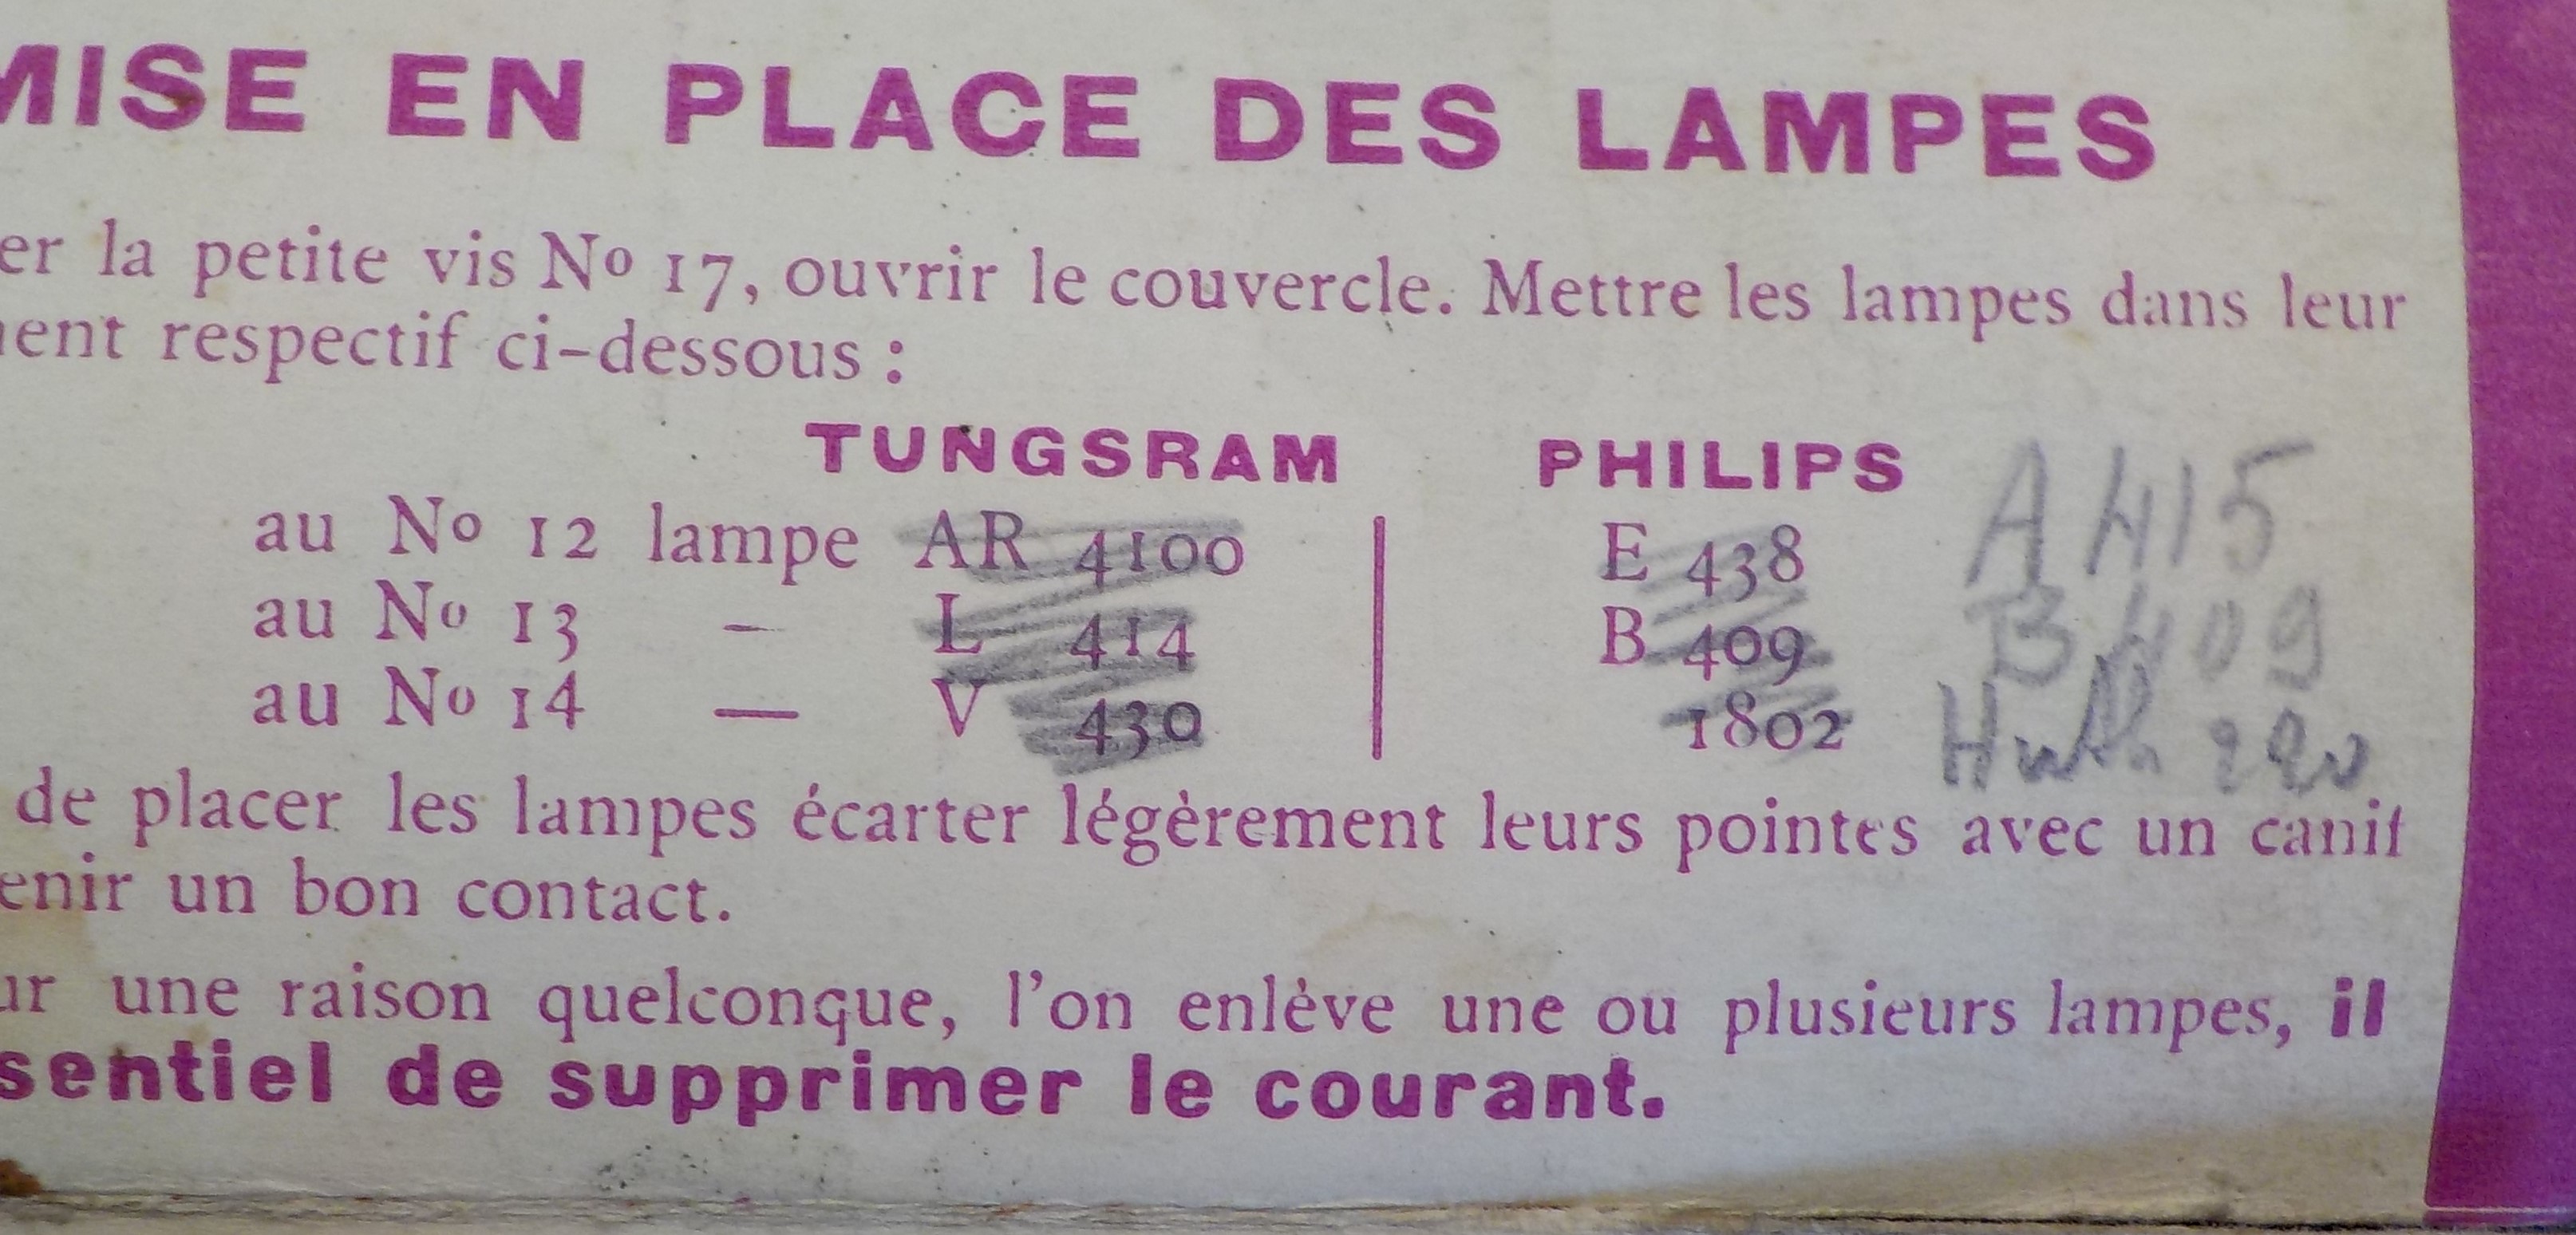 MISE EN PLACE DES LAMPES
er la petite vis Nº 17, ouvrir le couvercle. Mettre les lampes dans leur
ent respectif ci-dessous :
TUNGSRAM PHILIPS
au Nº 12 lampe AR 4100 E 438 A 415
au Nº 13 – L 414 B 409 B 409
au Nº 14 — V 430 1802
de placer les lampes écarter légèrement leurs pointes avec un canif
enir un bon contact.
ur une raison quelconque, l'on enlève une ou plusieurs lampes, il
sentiel de supprimer le courant.